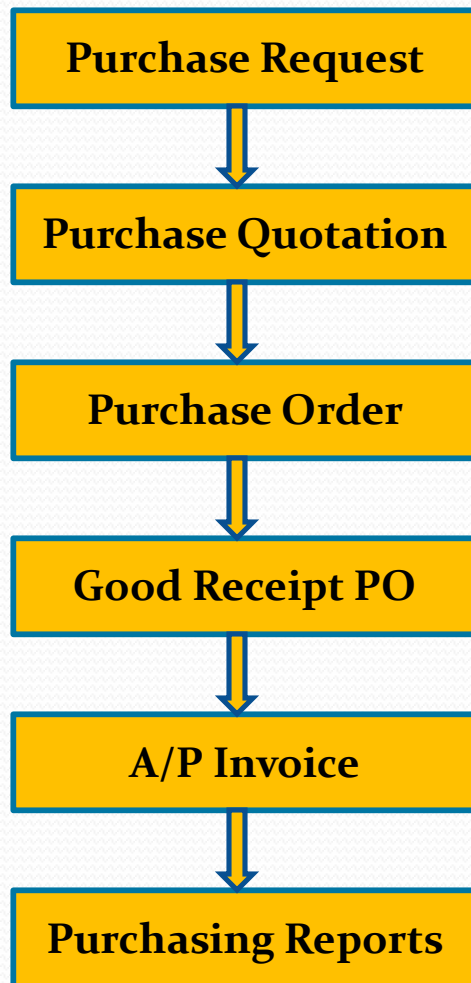 Purchase Request
Purchase Quotation
Purchase Order
Good Receipt PO
A/P Invoice
Purchasing Reports